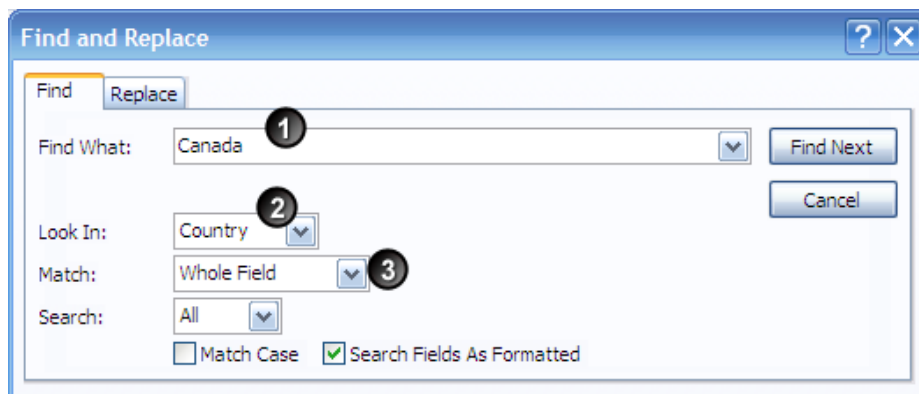 Find and Replace
Find Replace
1
Find What: Canada Find Next
Cancel
2
Look In: Country
Match: Whole Field 3
Search: All
Match Case Search Fields As Formatted